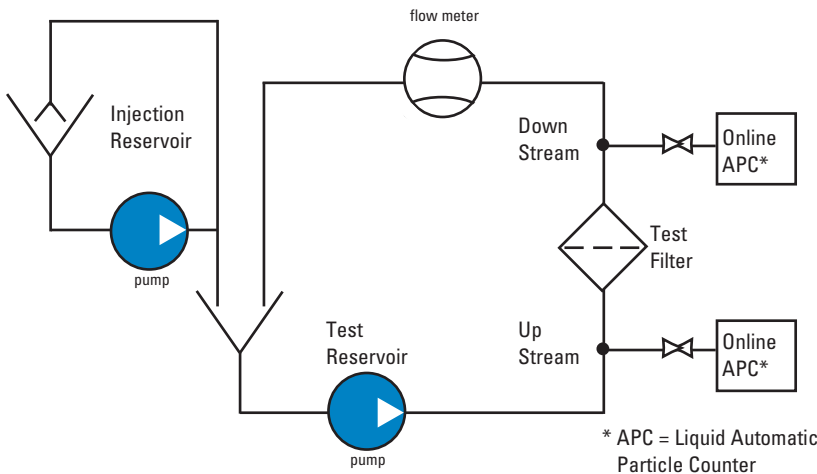 flow meter
Injection
Reservoir
Down
Stream
Online
APC*
Test
Filter
pump
Test
Reservoir
Up
Stream
Online
APC*
pump
* APC = Liquid Automatic
Particle Counter